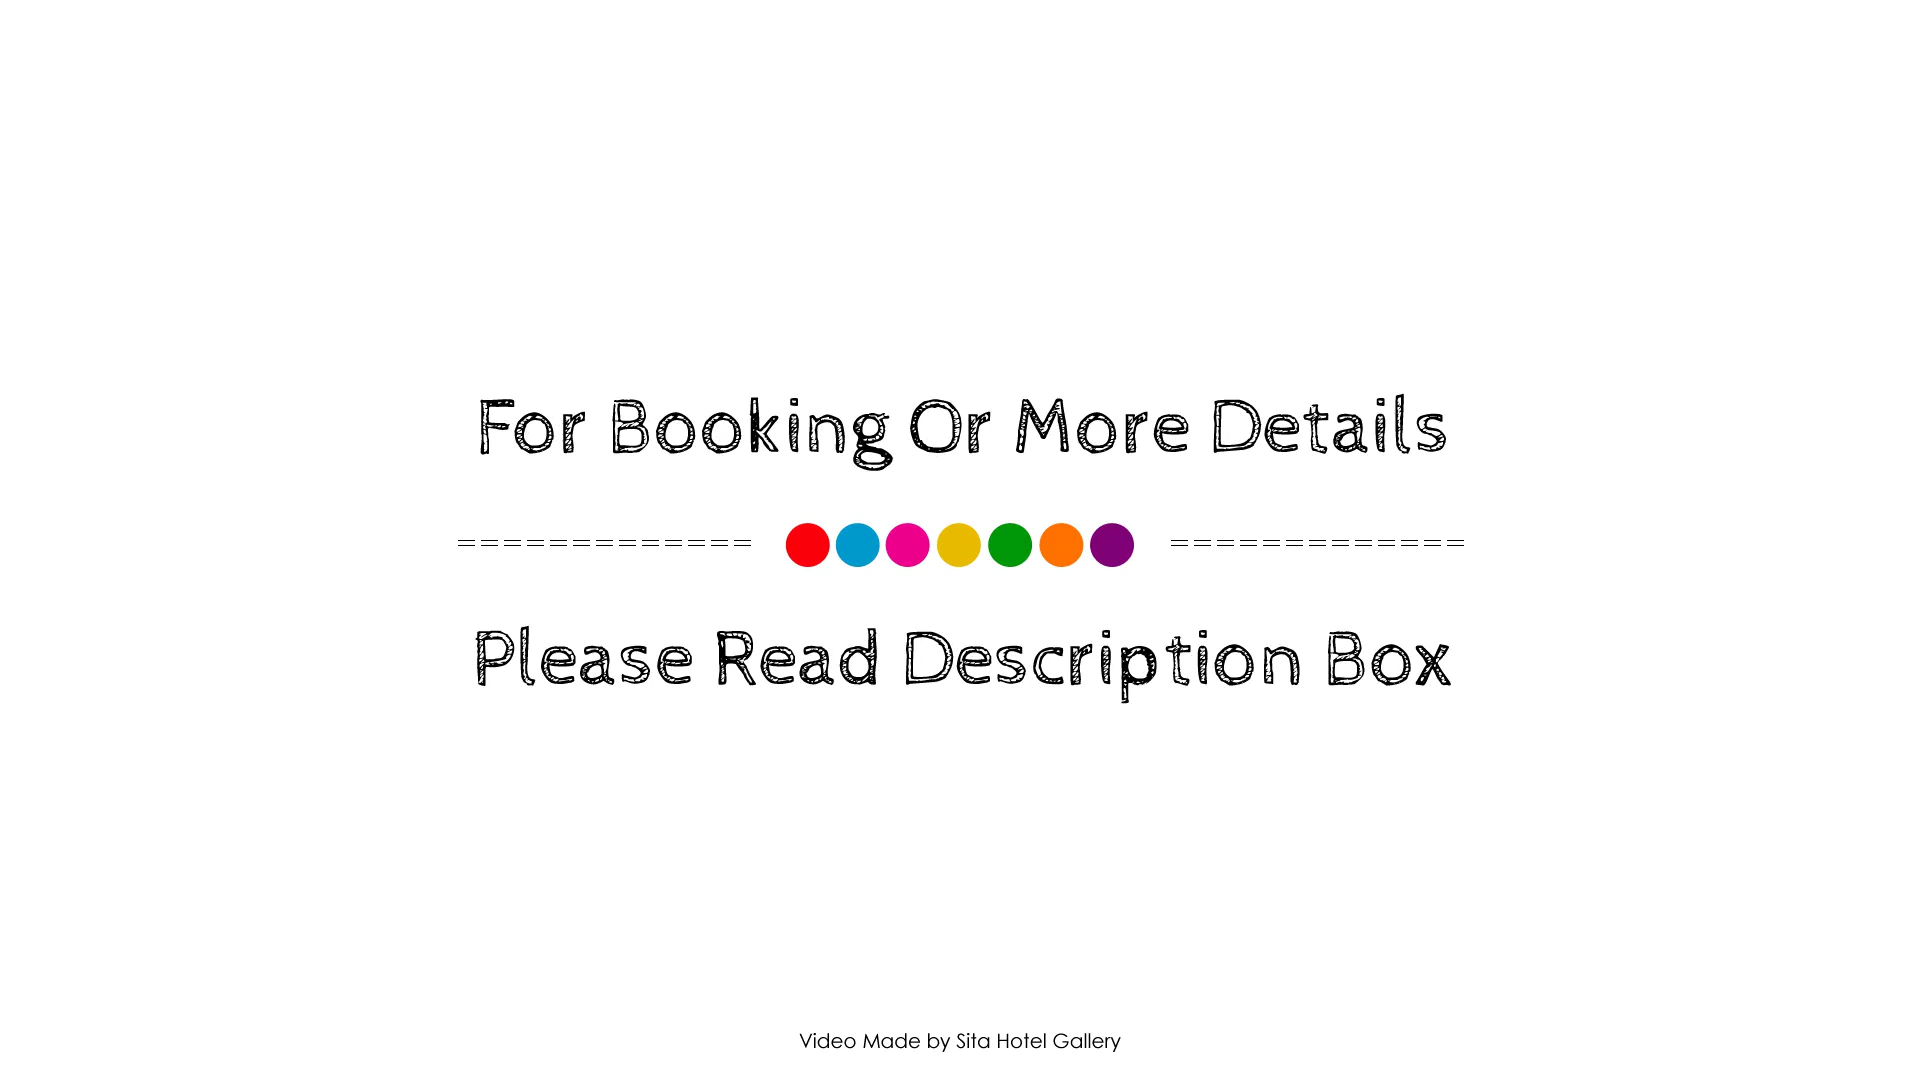 For Booking Or More Details
============= =============
Please Read Description Box
Video Made by Sita Hotel Gallery